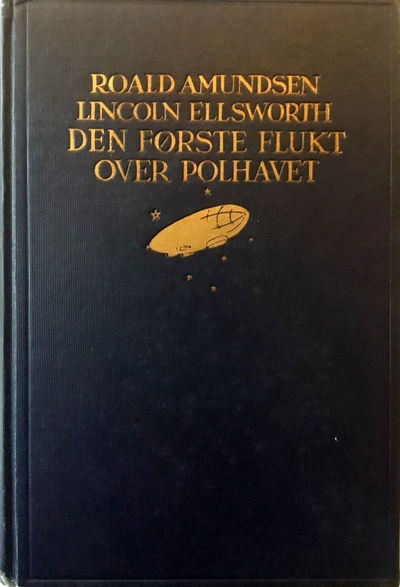 ROALD AMUNDSEN
LINCOLN ELLSWORTH
DEN FØRSTE FLUKT
OVER POLHAVET